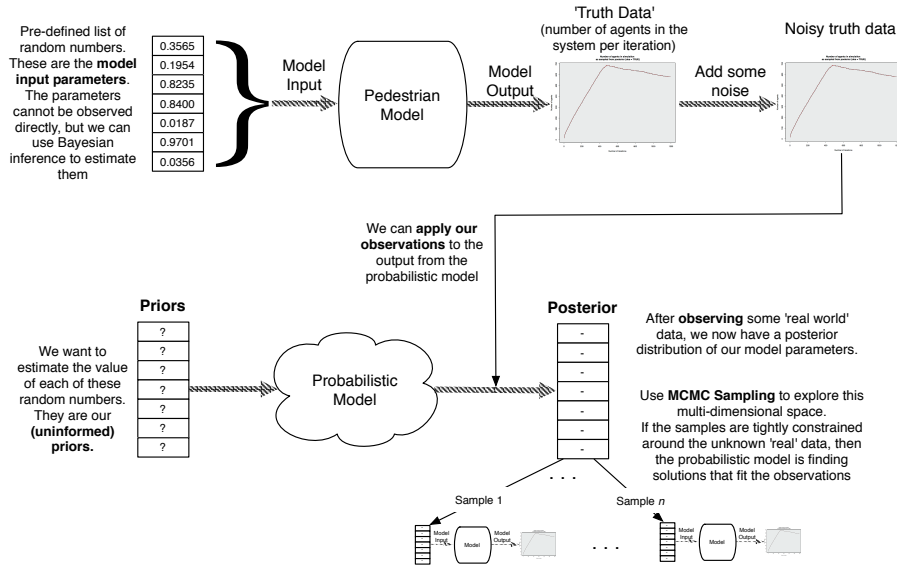 Pre-defined list of
random numbers.
These are the model
input parameters.
The parameters
cannot be observed
directly, but we can
use Bayesian
inference to estimate
them
0.3565
0.1954
0.8235
0.8400
0.0187
0.9701
0.0356
Model
Input
Pedestrian
Model
Model
Output
'Truth Data'
(number of agents in the
system per iteration)
Add some
noise
Noisy truth data
We can apply our
observations to the
output from the
probabilistic model
Priors
?
?
?
?
?
?
?
We want to
estimate the value
of each of these
random numbers.
They are our
(uninformed)
priors.
Probabilistic
Model
Posterior
-
-
-
-
-
-
-
After observing some 'real world'
data, we now have a posterior
distribution of our model parameters.
Use MCMC Sampling to explore this
multi-dimensional space.
If the samples are tightly constrained
around the unknown 'real' data, then
the probabilistic model is finding
solutions that fit the observations
. . .
Sample 1
Sample n
Model
Input
Model
Model
Output
. . .
Model
Input
Model
Model
Output